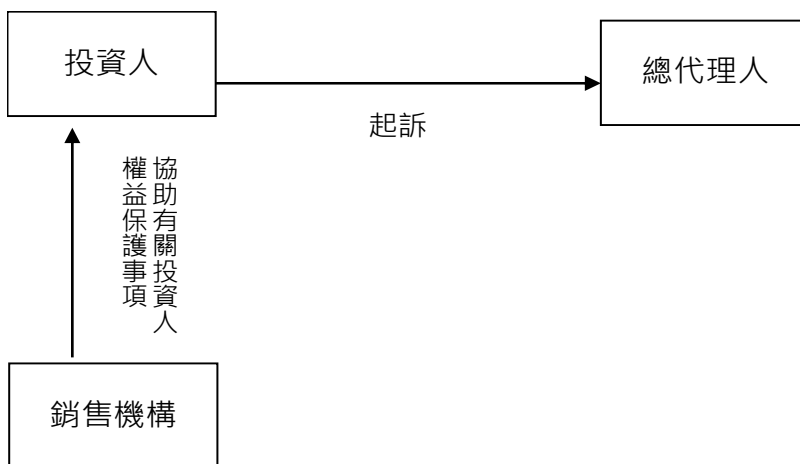 投資人
總代理人
起訴
協助有關投資人
權益保護事項
銷售機構